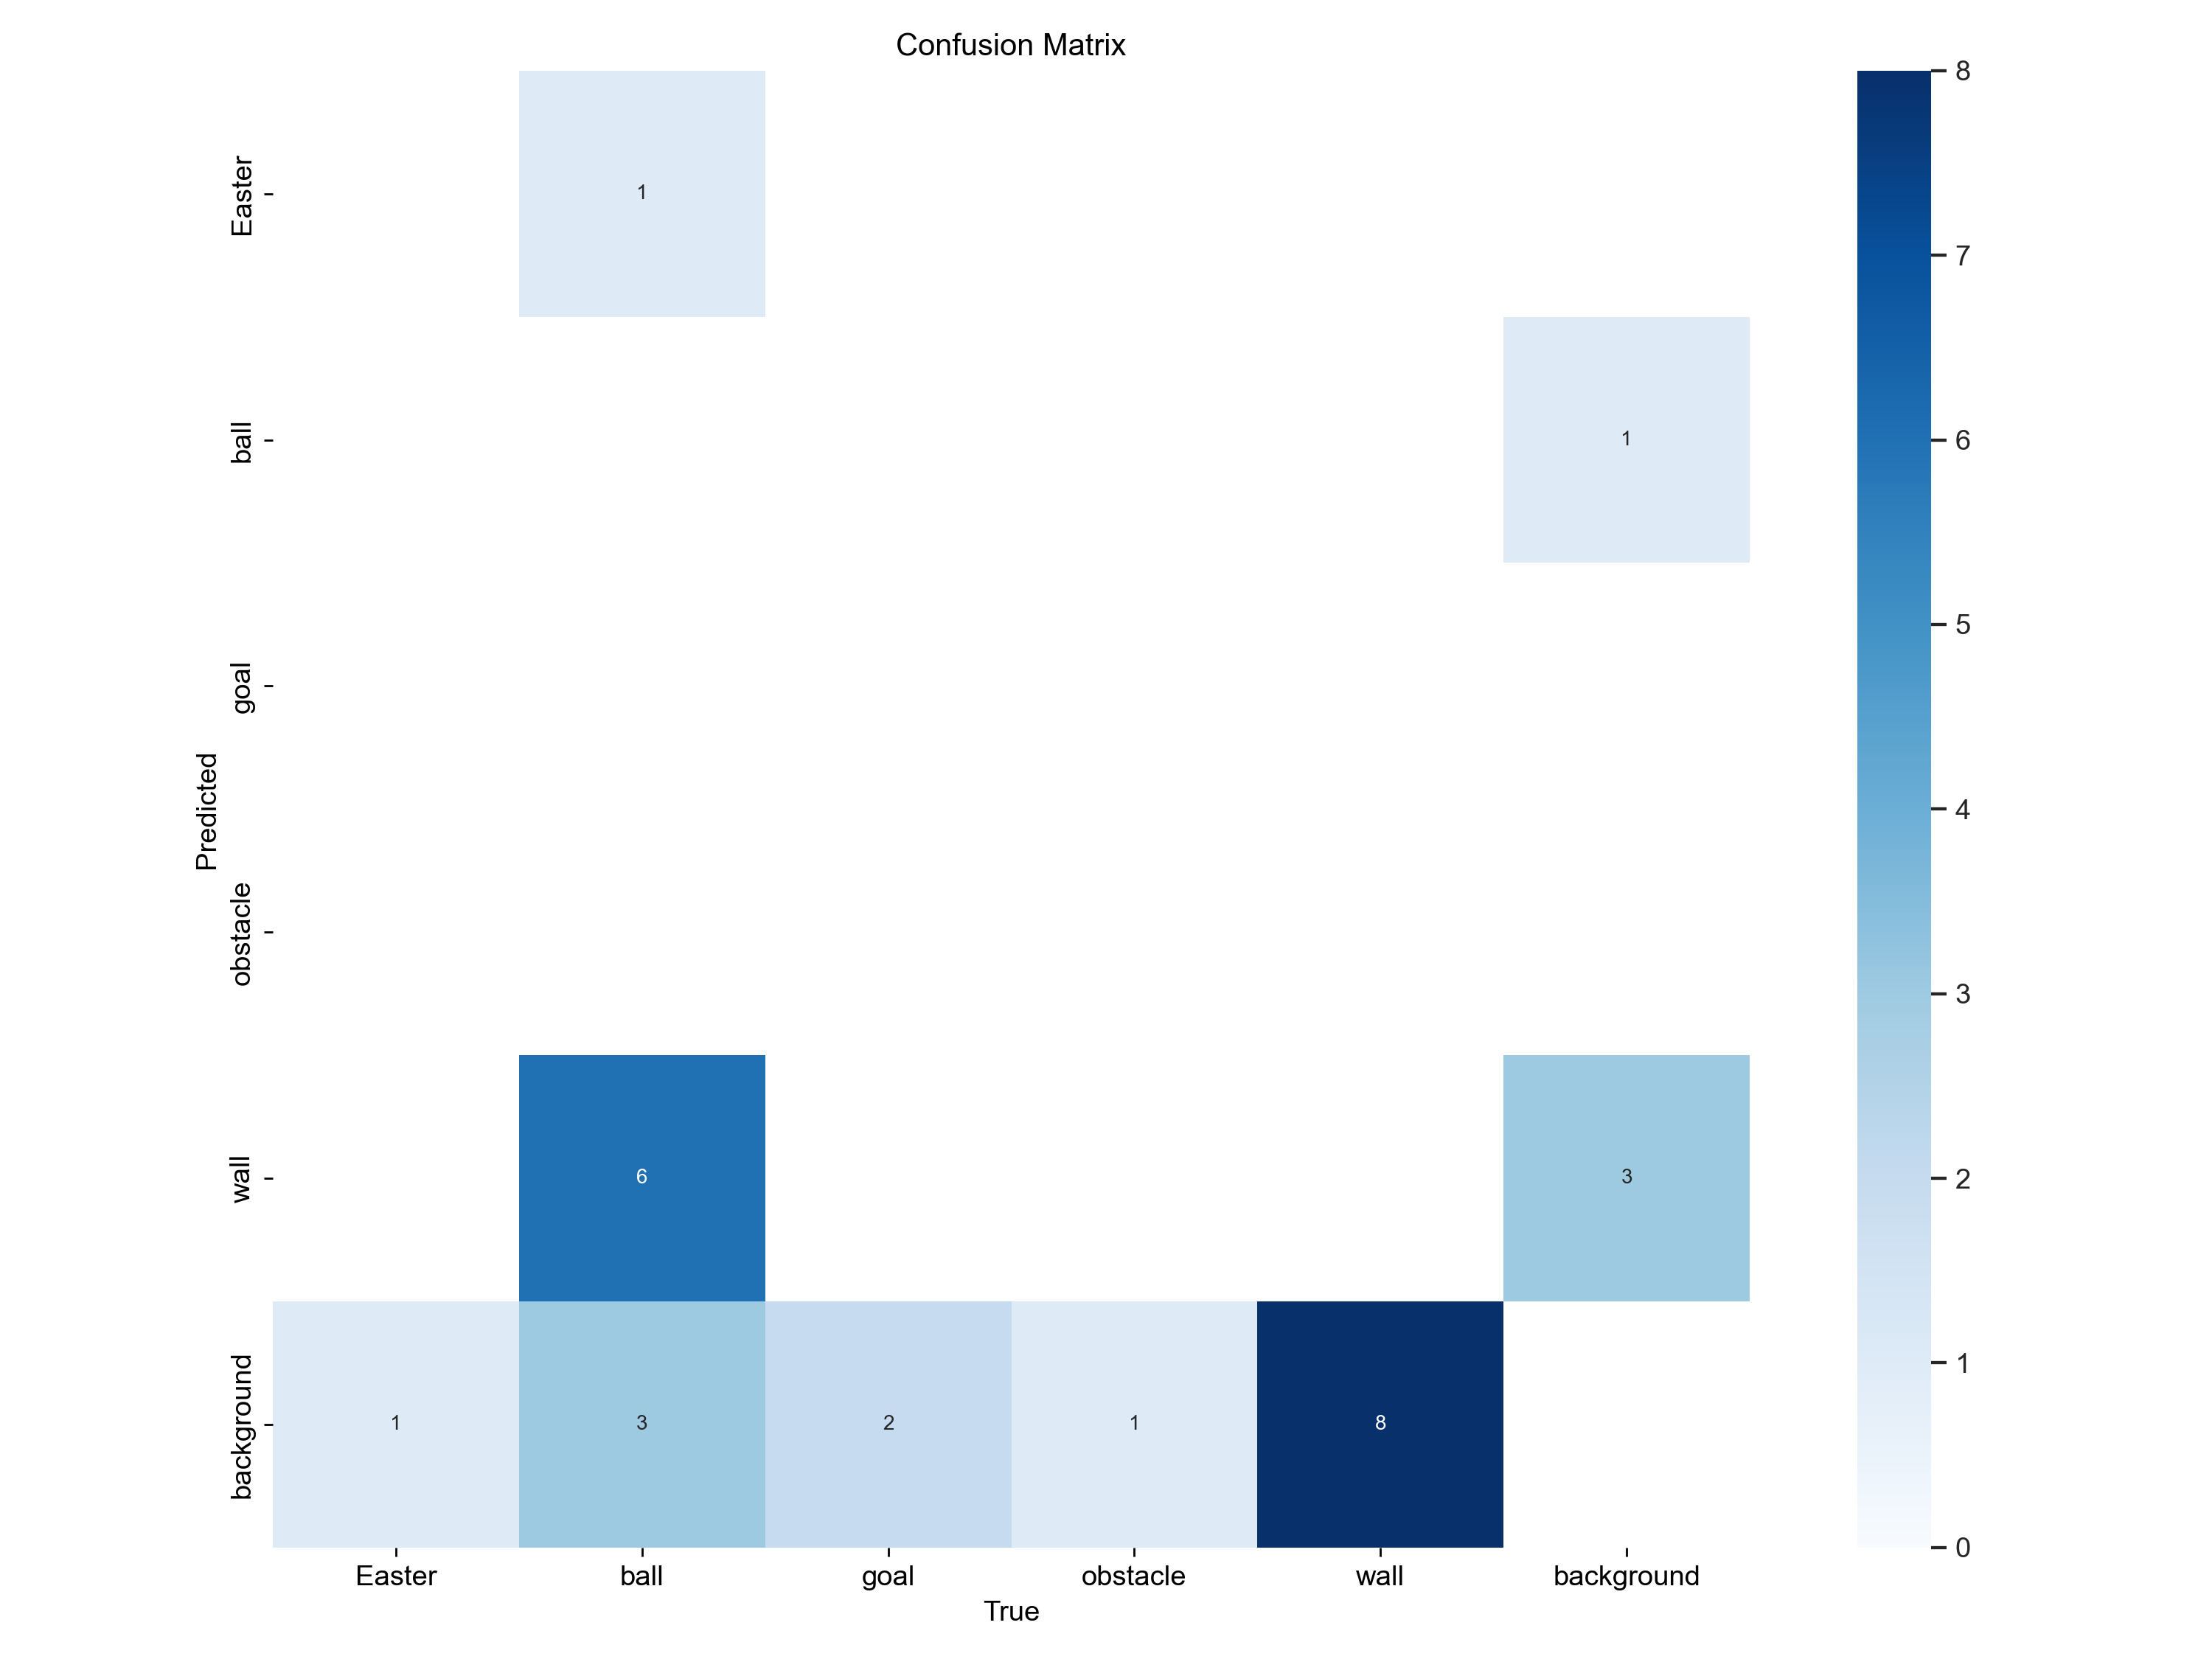 Confusion Matrix
Easter
ball
goal
obstacle
wall
background
Predicted
1
1
6
3
1
3
2
1
8
Easter
ball
goal
obstacle
wall
background
True
8
7
6
5
4
3
2
1
0